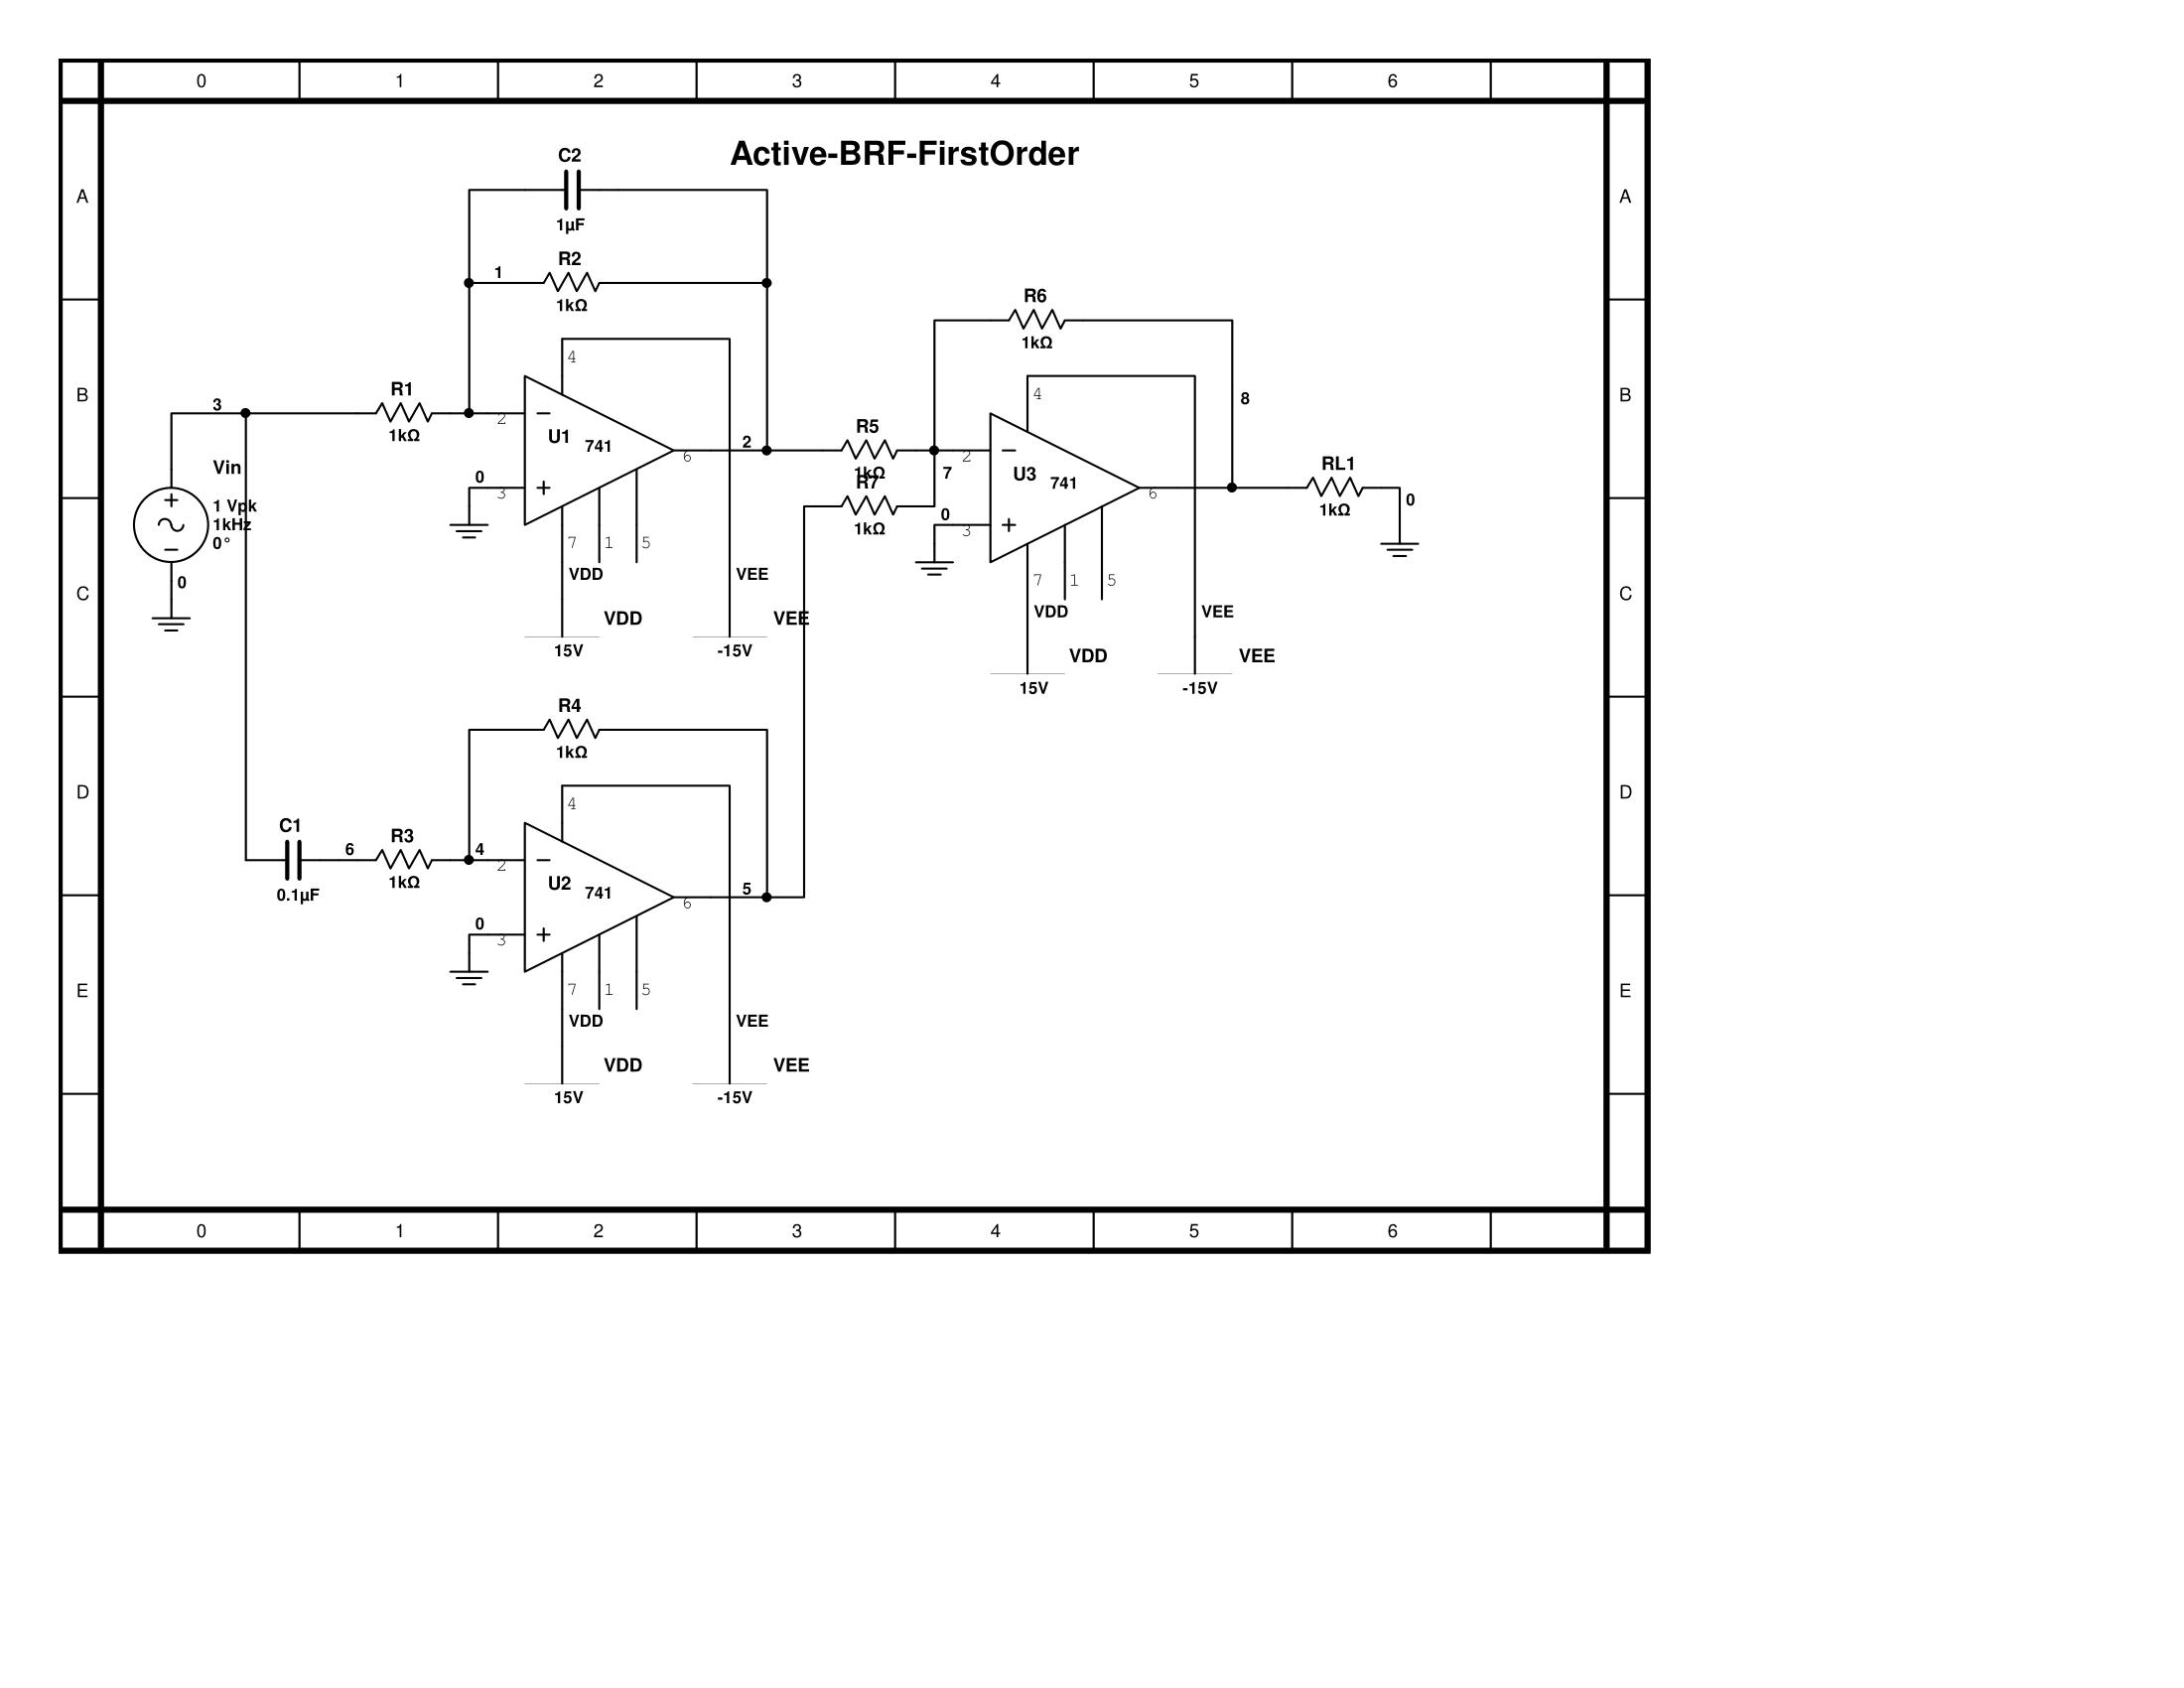 0 1 2 3 4 5 6
Active-BRF-FirstOrder
A A
C2
1µF
R2
1
1kΩ
R6
1kΩ
4
4
B B
R1
3
2
1kΩ
U1
741
8
R5
2
6
1kΩ
R7
1kΩ
7
2
U3
741
6
RL1
1kΩ
0
Vin
1 Vpk
1kHz
0°
0
0
3
0
3
7 1 5
VDD
VEE
VDD
VEE
15V
-15V
7 1 5
VDD
VEE
VDD
VEE
15V
-15V
C C
R4
1kΩ
4
D D
C1
0.1µF
6
R3
1kΩ
4
2
U2
741
5
6
0
3
E E
7 1 5
VDD
VEE
VDD
VEE
15V
-15V
0 1 2 3 4 5 6